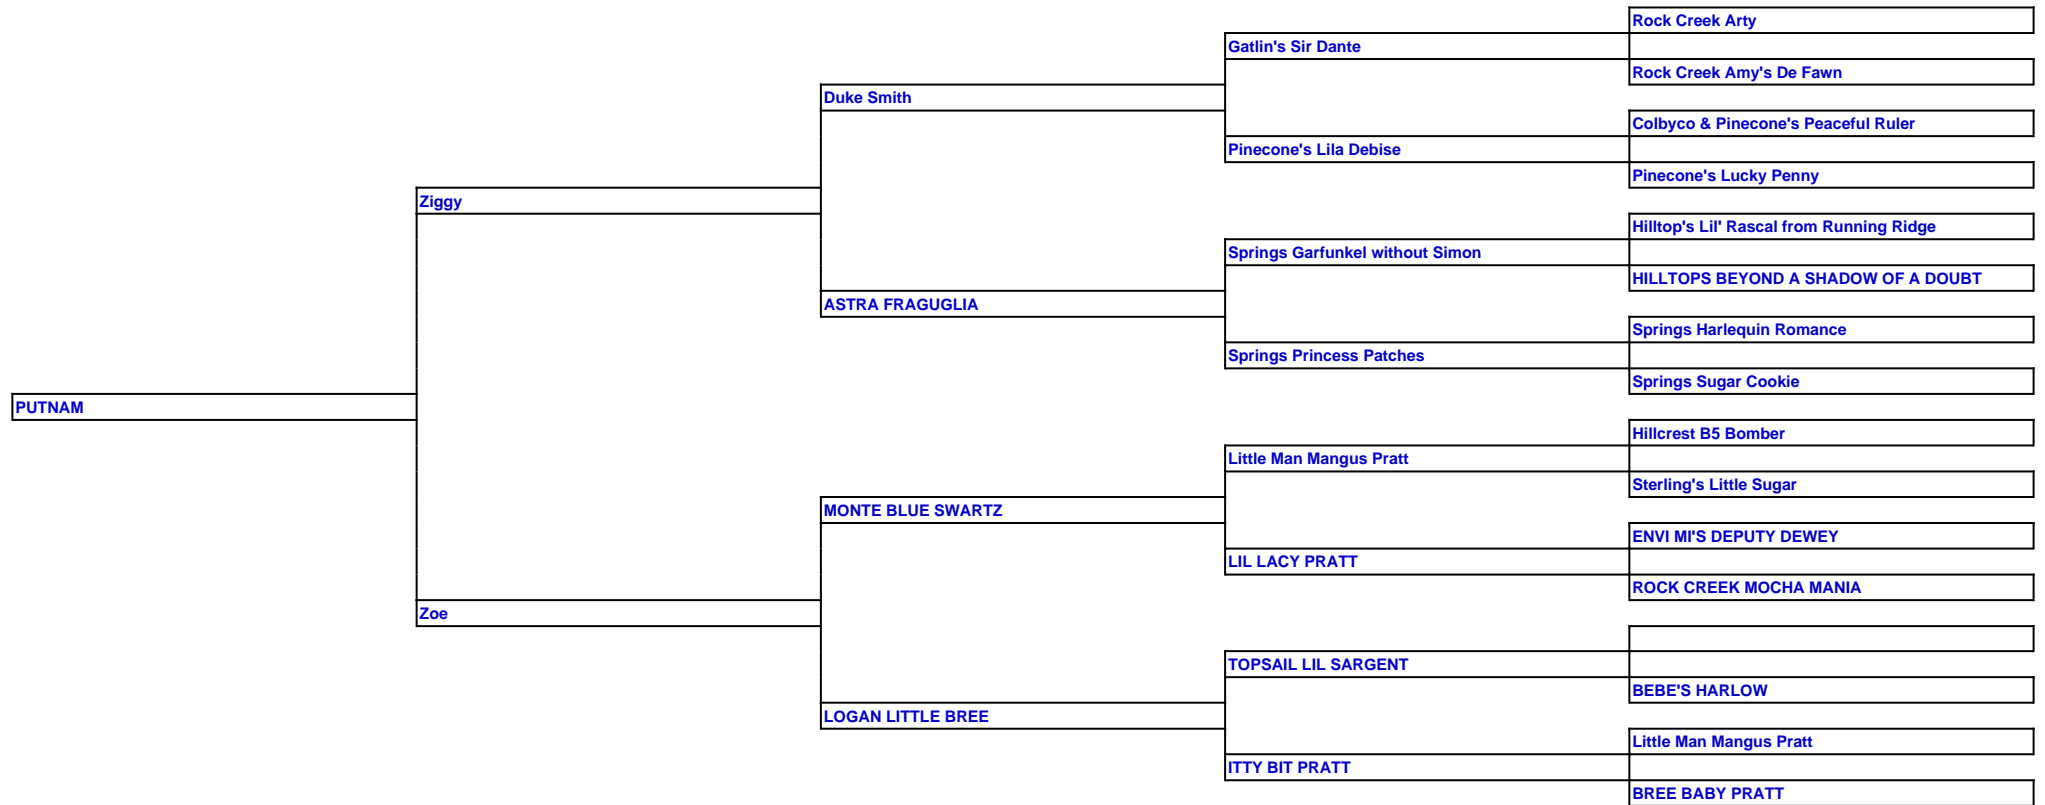 Rock Creek Arty
Gatlin's Sir Dante
Rock Creek Amy's De Fawn
Duke Smith
Colbyco & Pinecone's Peaceful Ruler
Pinecone's Lila Debise
Pinecone's Lucky Penny
Ziggy
Hilltop's Lil' Rascal from Running Ridge
Springs Garfunkel without Simon
HILLTOPS BEYOND A SHADOW OF A DOUBT
ASTRA FRAGUGLIA
Springs Harlequin Romance
Springs Princess Patches
Springs Sugar Cookie
PUTNAM
Hillcrest B5 Bomber
Little Man Mangus Pratt
Sterling's Little Sugar
MONTE BLUE SWARTZ
ENVI MI'S DEPUTY DEWEY
LIL LACY PRATT
ROCK CREEK MOCHA MANIA
Zoe
TOPSAIL LIL SARGENT
BEBE'S HARLOW
LOGAN LITTLE BREE
Little Man Mangus Pratt
ITTY BIT PRATT
BREE BABY PRATT